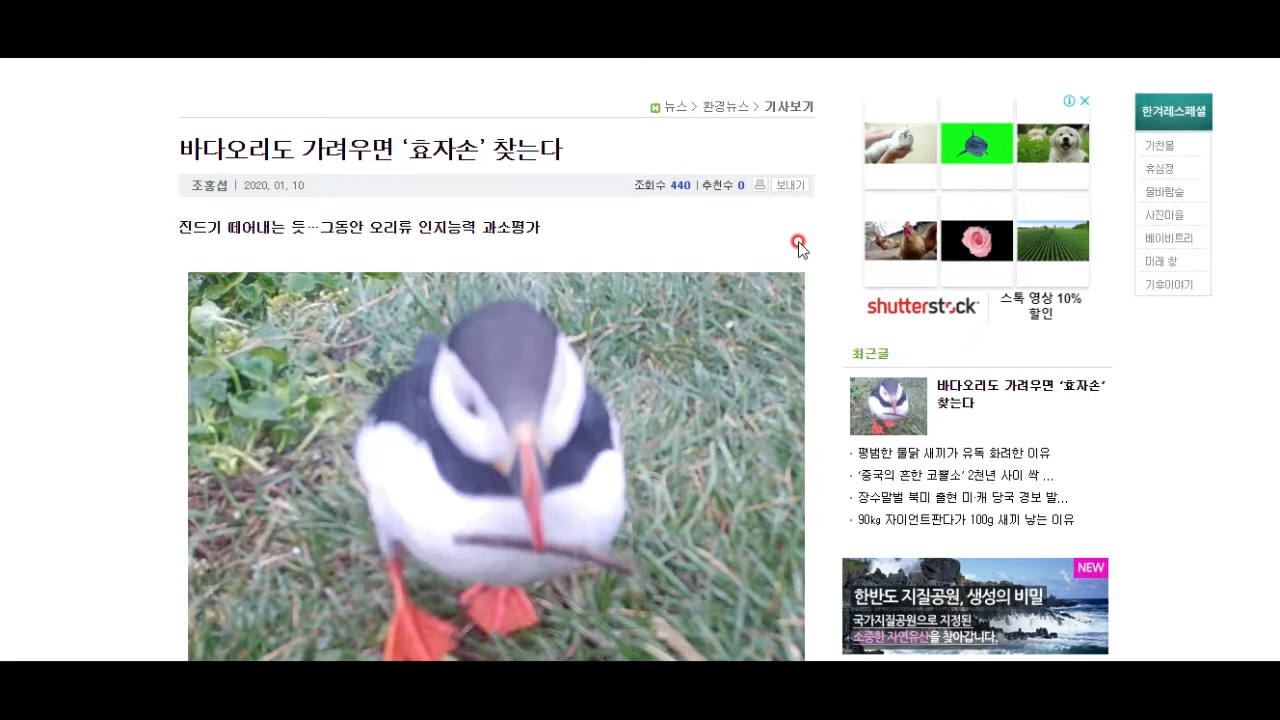 뉴스 > 환경뉴스 > 기사보기
바다오리도 가려우면 ‘효자손’ 찾는다
조홍섭 | 2020. 01. 10
조회수 440 | 추천수 0 보내기
진드기 떼어내는 듯…그동안 오리류 인지능력 과소평가
shutterstock
스톡 영상 10%
할인
최근글
바다오리도 가려우면 ‘효자손’
찾는다
· 평범한 물닭 새끼가 유독 화려한 이유
· ‘중국의 흔한 코뿔소’ 2천년 사이 싹 ...
· 장수말벌 북미 출현 미·캐 당국 경보 발...
· 90kg 자이언트판다가 100g 새끼 낳는 이유
NEW
한반도 지질공원, 생성의 비밀
국가지질공원으로 지정된
소중한 자연유산을 찾아갑니다.
한겨레스페셜
기찬몰
휴심정
물바람숲
사진마을
베이비트리
미래 창
기후이야기